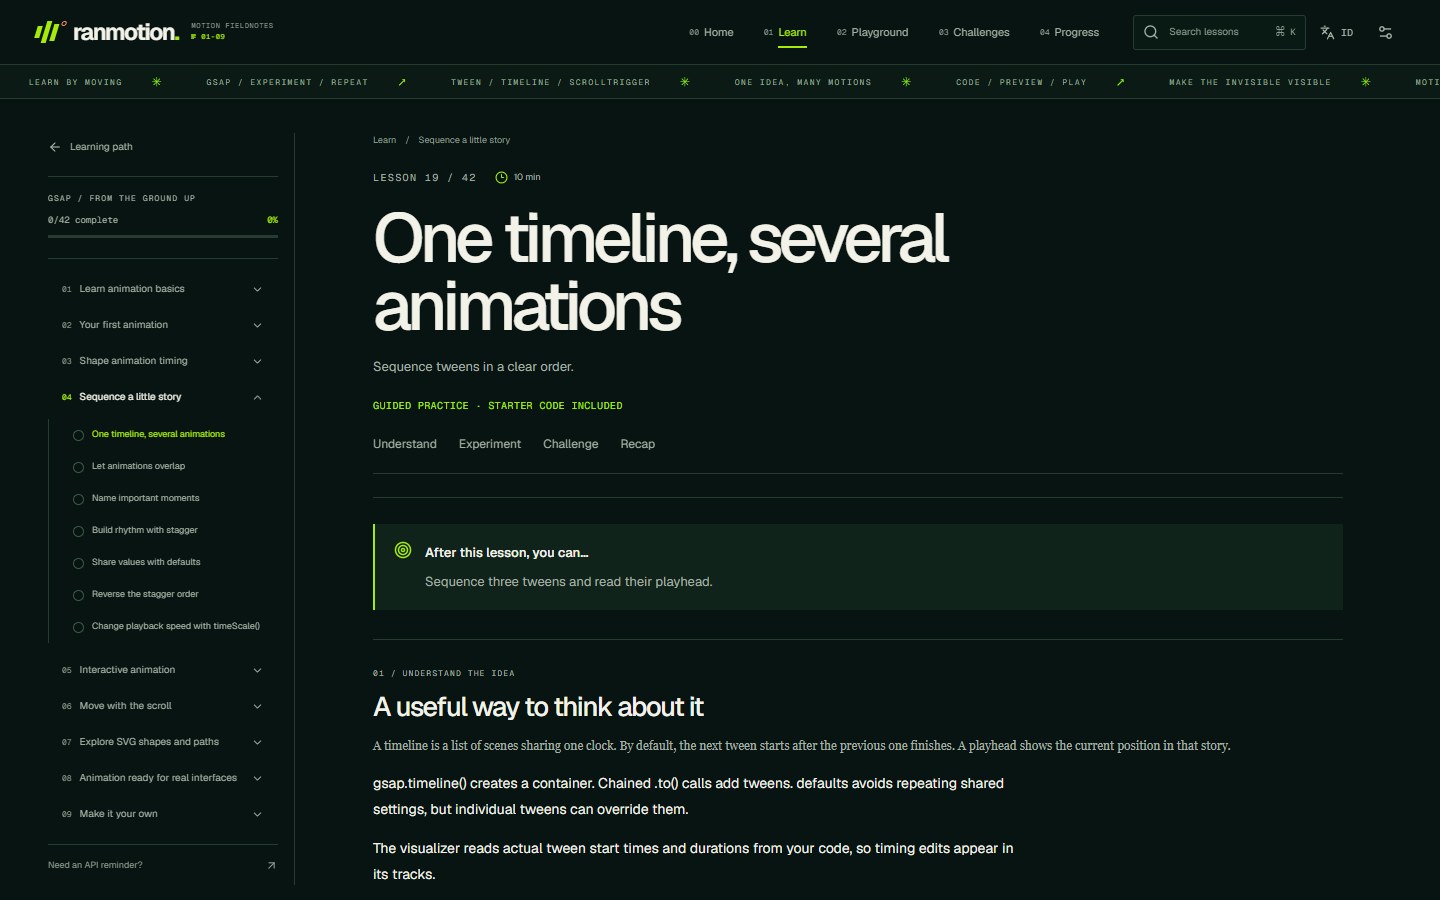 ranmotion.
MOTION FIELDNOTES
# 01-09
00 Home
01 Learn
02 Playground
03 Challenges
04 Progress
Search lessons ⌘ K
ID
LEARN BY MOVING ✳ GSAP / EXPERIMENT / REPEAT ↗ TWEEN / TIMELINE / SCROLLTRIGGER ✳ ONE IDEA, MANY MOTIONS ✳ CODE / PREVIEW / PLAY ↗ MAKE THE INVISIBLE VISIBLE ✳ MOTI
← Learning path
GSAP / FROM THE GROUND UP
0/42 complete 0%
01 Learn animation basics
02 Your first animation
03 Shape animation timing
04 Sequence a little story
One timeline, several animations
Let animations overlap
Name important moments
Build rhythm with stagger
Share values with defaults
Reverse the stagger order
Change playback speed with timeScale()
05 Interactive animation
06 Move with the scroll
07 Explore SVG shapes and paths
08 Animation ready for real interfaces
09 Make it your own
Need an API reminder?
Learn / Sequence a little story
LESSON 19 / 42 10 min
One timeline, several
animations
Sequence tweens in a clear order.
GUIDED PRACTICE · STARTER CODE INCLUDED
Understand Experiment Challenge Recap
After this lesson, you can...
Sequence three tweens and read their playhead.
01 / UNDERSTAND THE IDEA
A useful way to think about it
A timeline is a list of scenes sharing one clock. By default, the next tween starts after the previous one finishes. A playhead shows the current position in that story.
gsap.timeline() creates a container. Chained .to() calls add tweens. defaults avoids repeating shared
settings, but individual tweens can override them.
The visualizer reads actual tween start times and durations from your code, so timing edits appear in
its tracks.